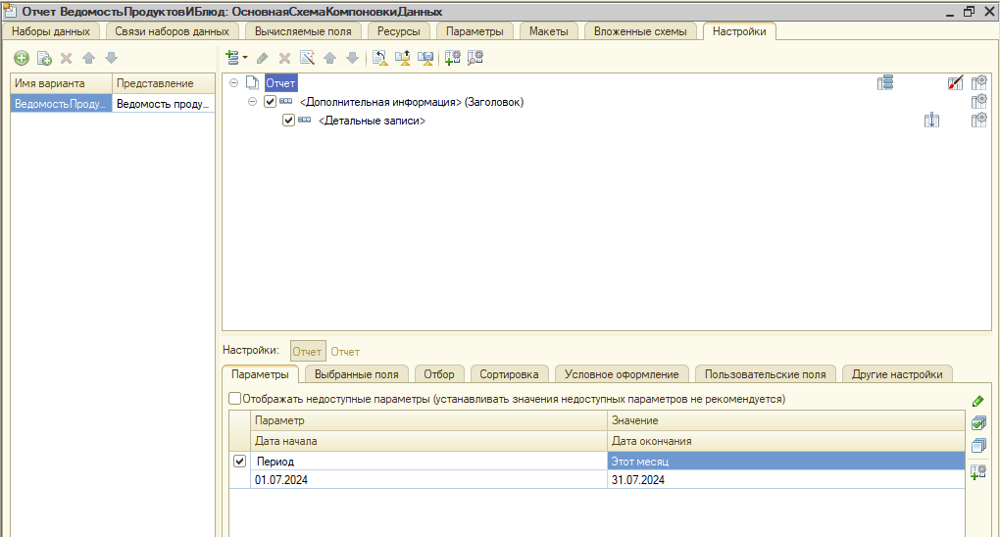 Отчет ВедомостьПродуктовИБлюд: ОсновнаяСхемаКомпоновкиДанных
Наборы данных Связи наборов данных Вычисляемые поля Ресурсы Параметры Макеты Вложенные схемы Настройки
Имя варианта Представление
ВедомостьПроду... Ведомость проду...
Отчет
<Дополнительная информация> (Заголовок)
<Детальные записи>
Настройки: Отчет Отчет
Параметры Выбранные поля Отбор Сортировка Условное оформление Пользовательские поля Другие настройки
Отображать недоступные параметры (устанавливать значения недоступных параметров не рекомендуется)
Параметр Значение
Дата начала Дата окончания
Период Этот месяц
01.07.2024 31.07.2024